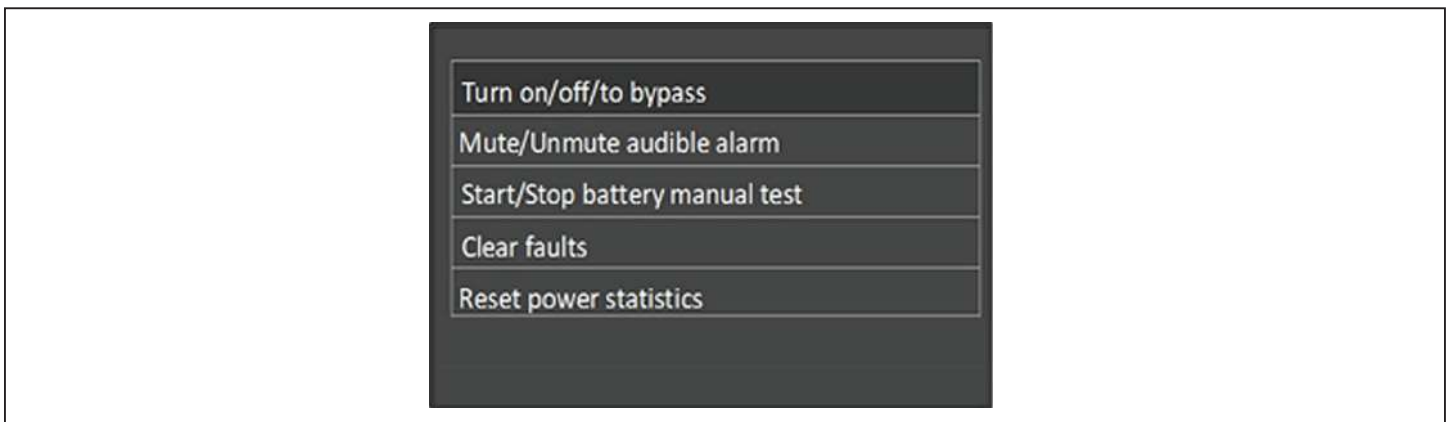 Turn on/off/to bypass
Mute/Unmute audible alarm
Start/Stop battery manual test
Clear faults
Reset power statistics